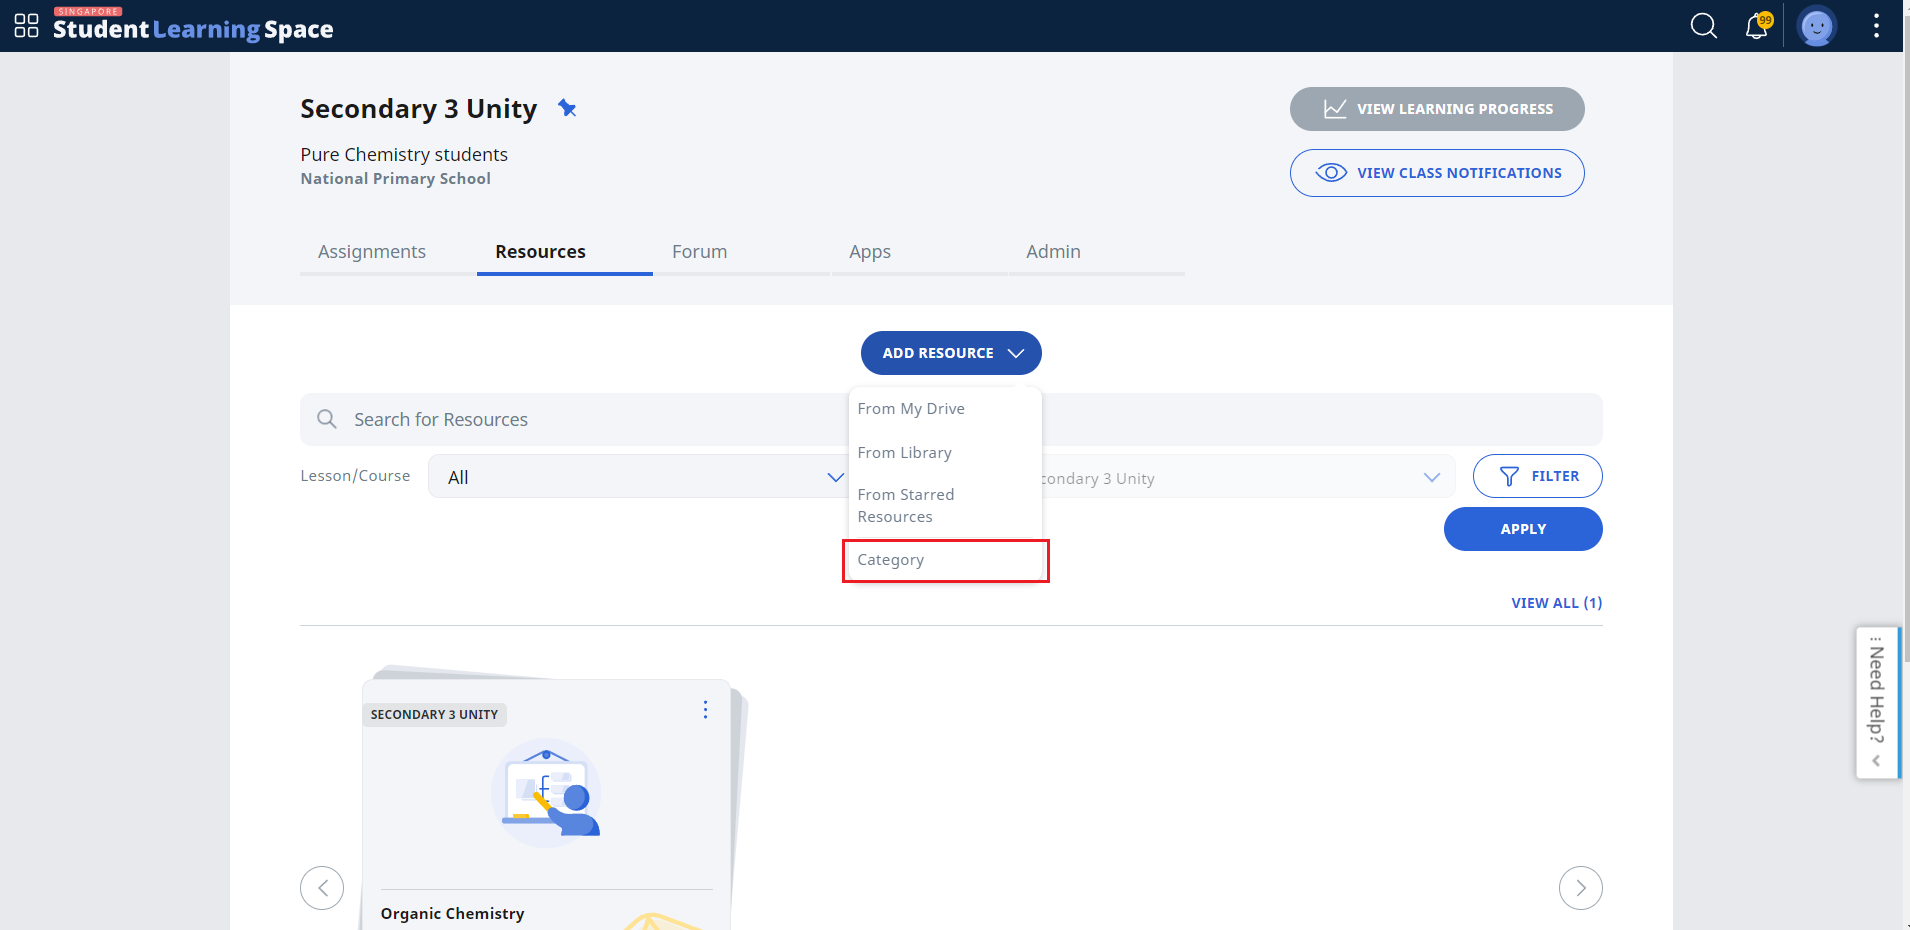 SINGAPORE
Student Learning Space
99
Secondary 3 Unity
Pure Chemistry students
National Primary School
VIEW LEARNING PROGRESS
VIEW CLASS NOTIFICATIONS
Assignments
Resources
Forum
Apps
Admin
ADD RESOURCE
From My Drive
From Library
From Starred
Resources
Category
Search for Resources
Lesson/Course
All
condary 3 Unity
FILTER
APPLY
VIEW ALL (1)
Need Help?
SECONDARY 3 UNITY
Organic Chemistry